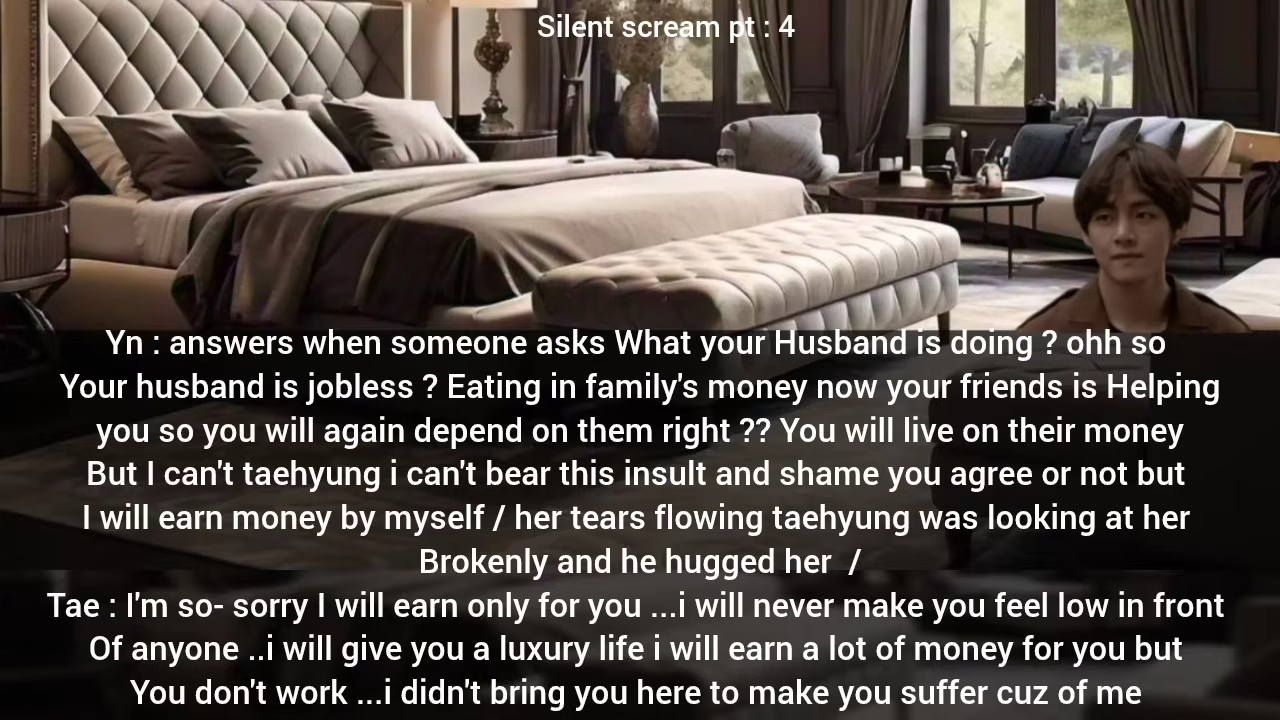 Silent scream pt : 4
Yn : answers when someone asks What your Husband is doing ? ohh so
Your husband is jobless ? Eating in family's money now your friends is Helping
you so you will again depend on them right ?? You will live on their money
But I can't taehyung i can't bear this insult and shame you agree or not but
I will earn money by myself / her tears flowing taehyung was looking at her
Brokenly and he hugged her  /
Tae : I'm so- sorry I will earn only for you ...i will never make you feel low in front
Of anyone ..i will give you a luxury life i will earn a lot of money for you but
You don't work ...i didn't bring you here to make you suffer cuz of me